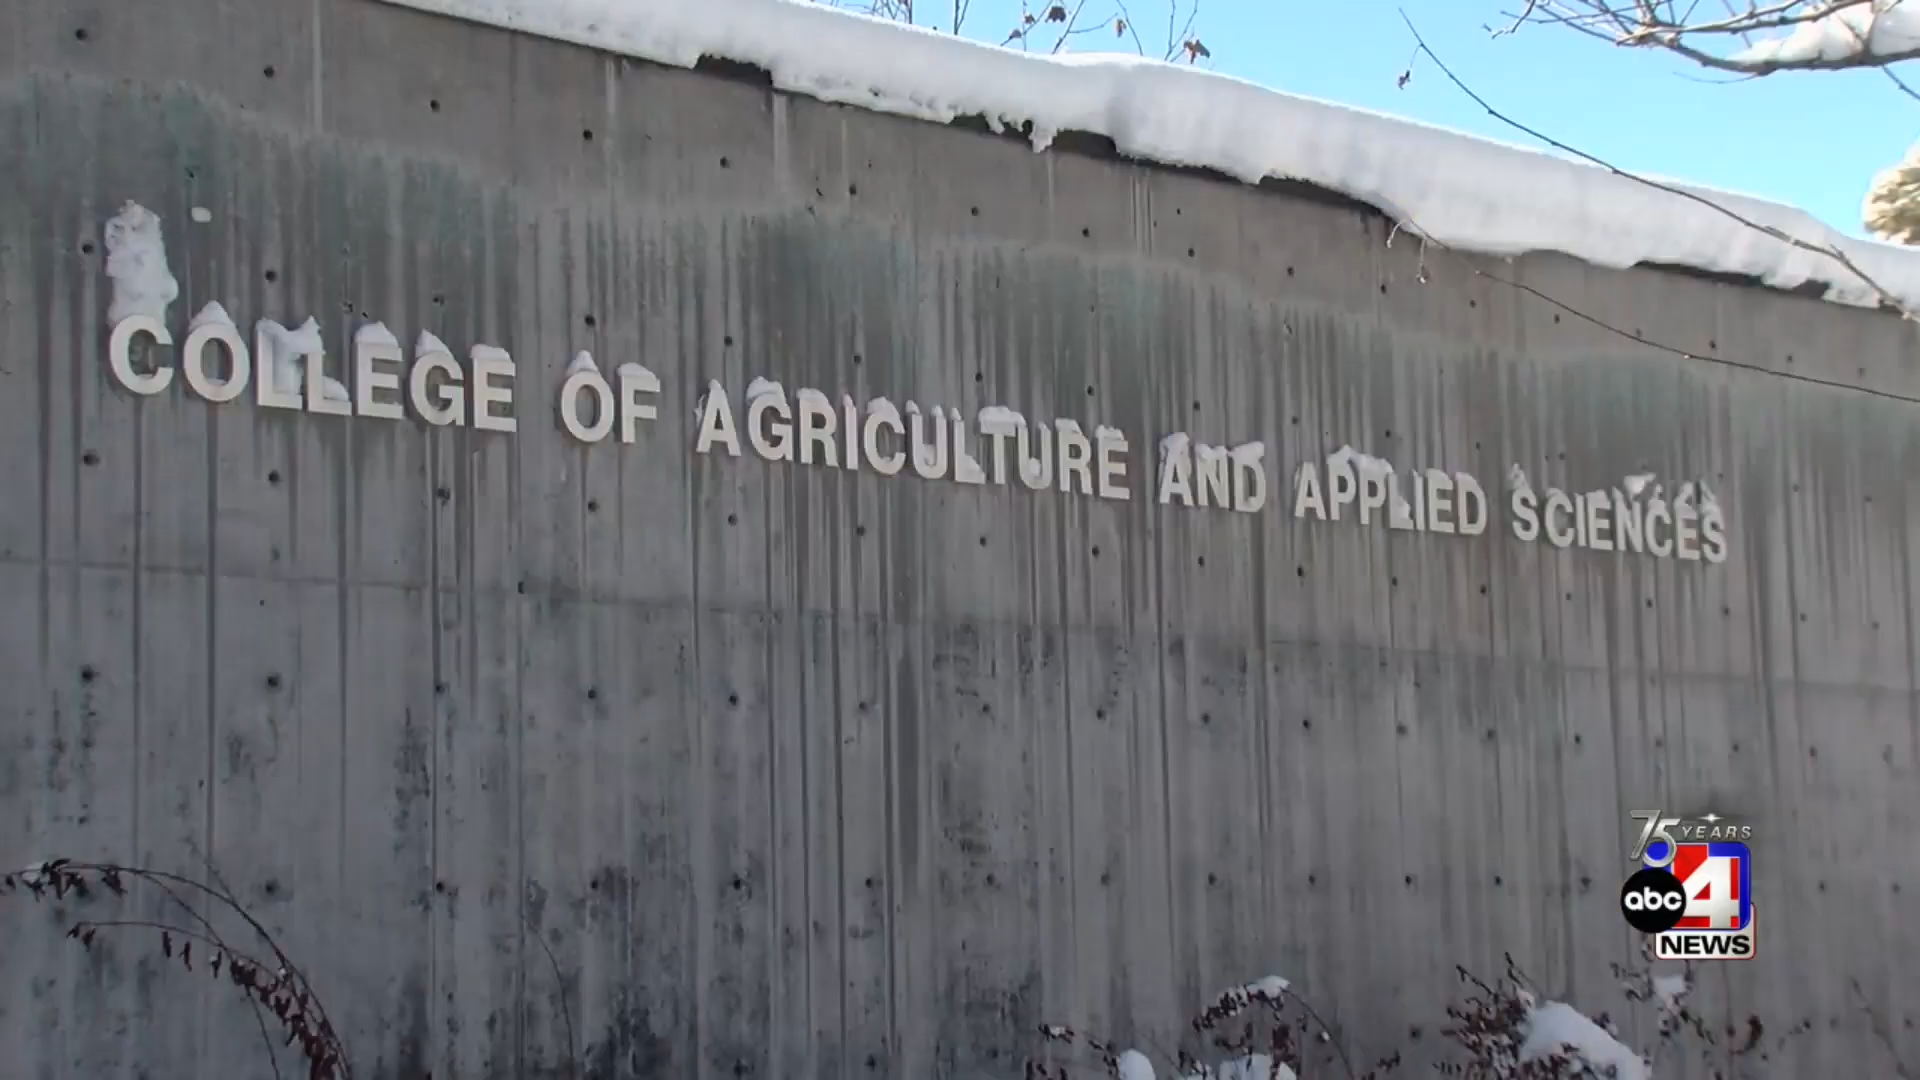 COLLEGE OF AGRICULTURE AND APPLIED SCIENCES
75 YEARS
abc 4
NEWS